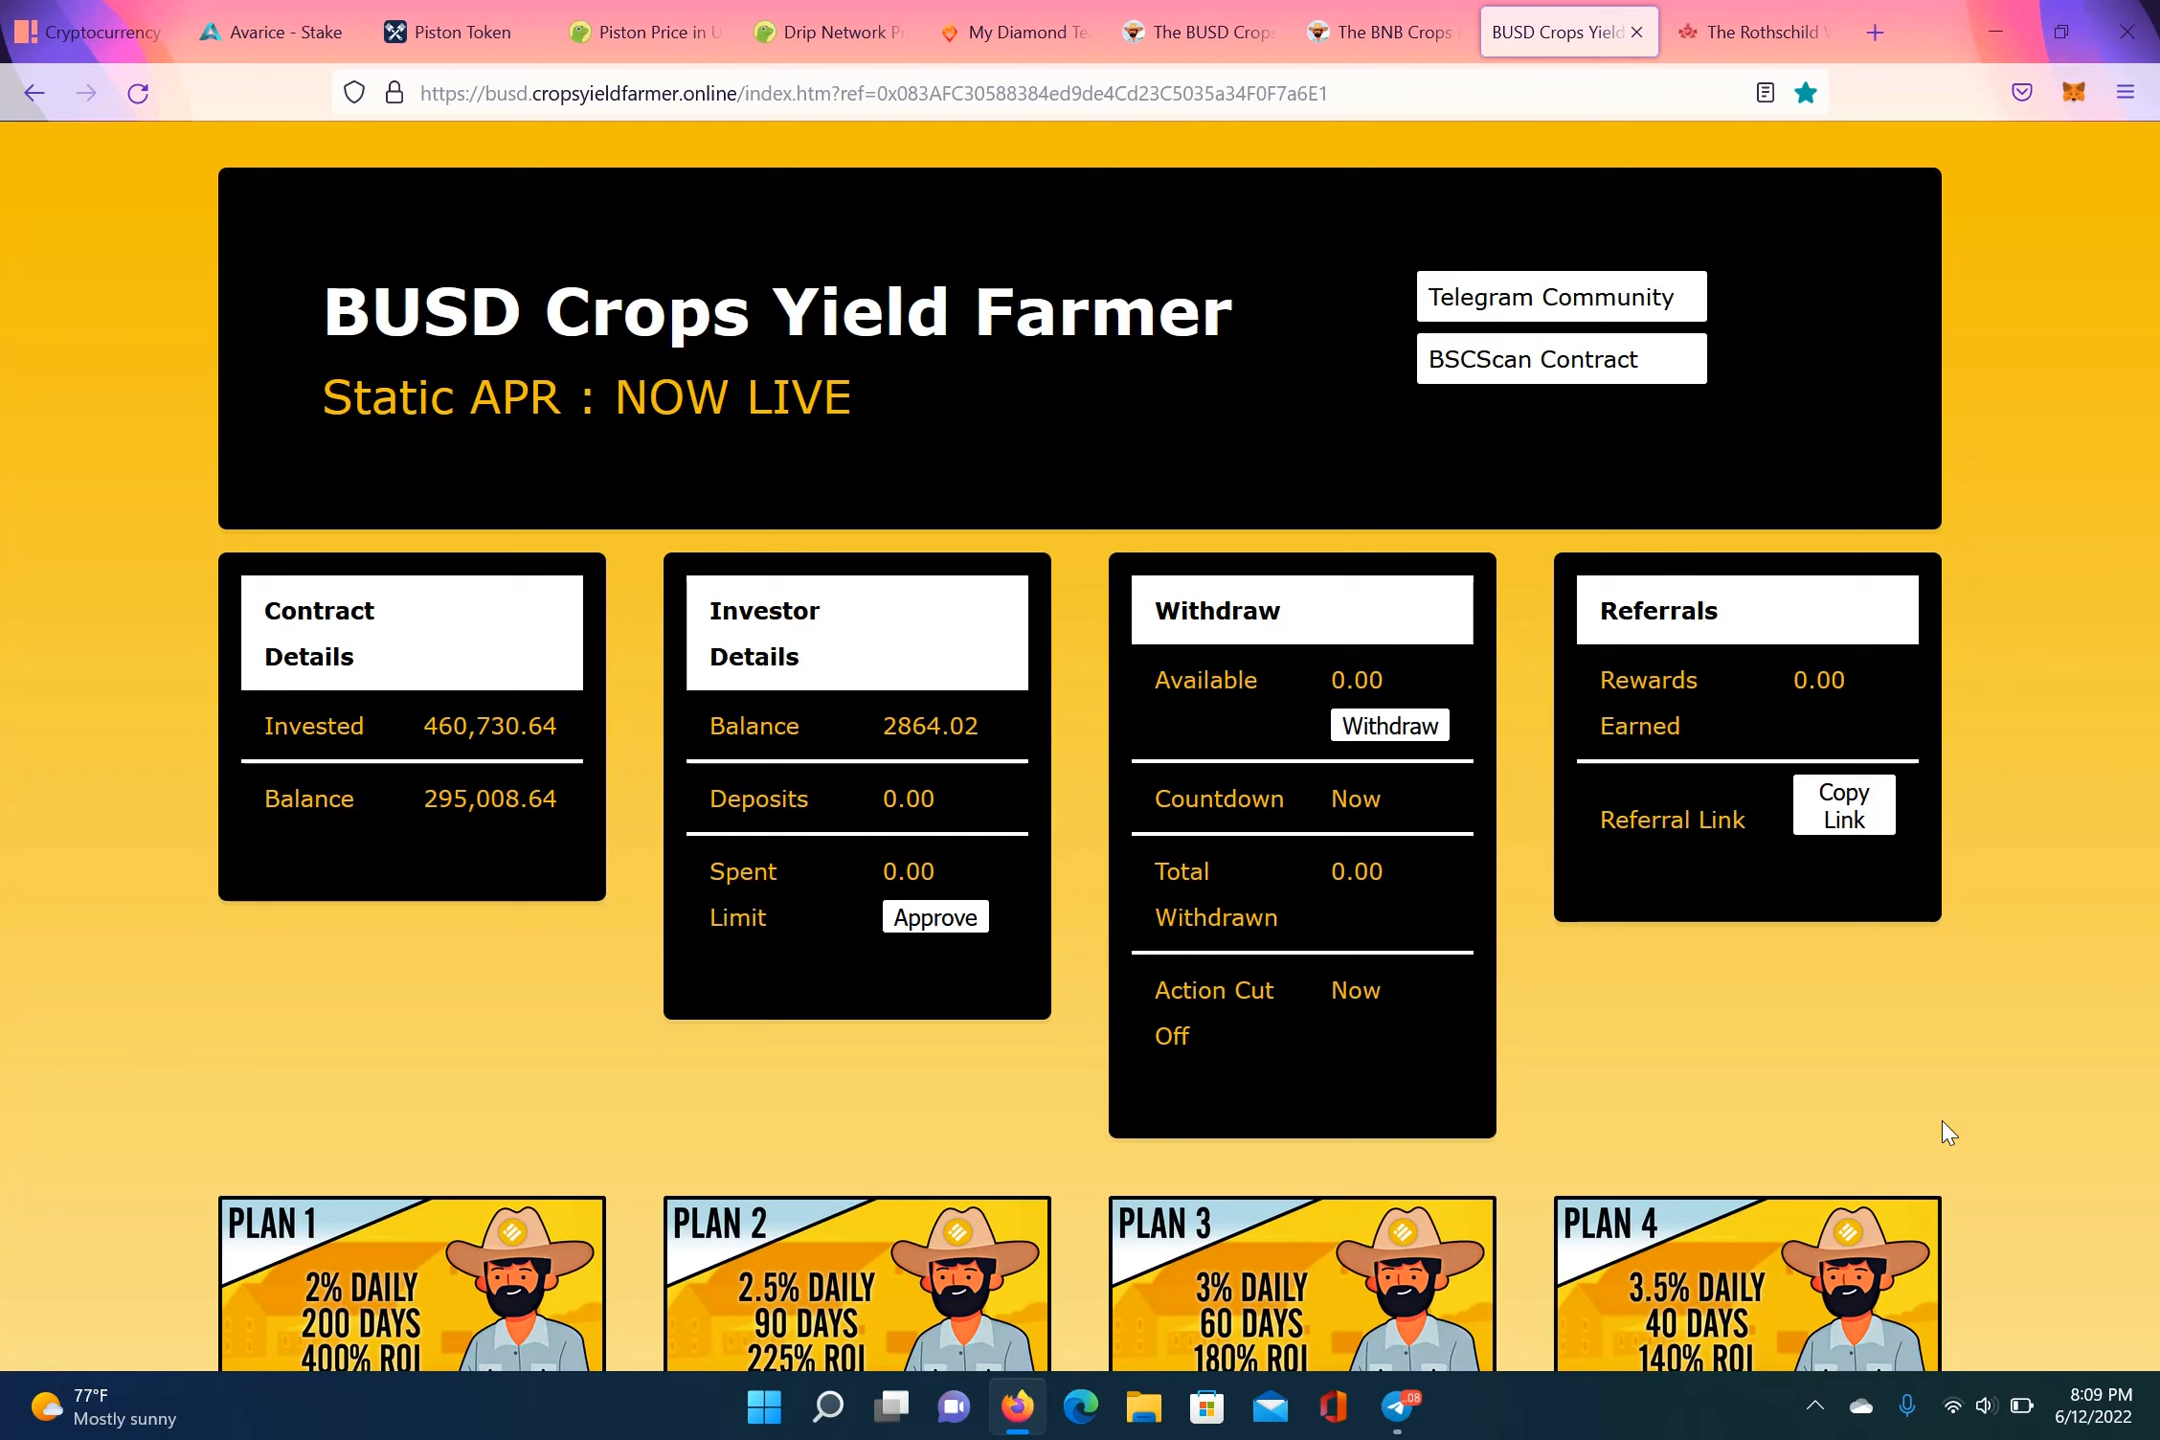 Cryptocurrency
Avarice - Stake
Piston Token
Piston Price in U
Drip Network P
My Diamond Te
The BUSD Crops
The BNB Crops
BUSD Crops Yield
The Rothschild
https://busd.cropsyieldfarmer.online/index.htm?ref=0x083AFC30588384ed9de4Cd23C5035a34F0F7a6E1
BUSD Crops Yield Farmer
Static APR : NOW LIVE
Telegram Community
BSCScan Contract
Contract
Details
Invested 460,730.64
Balance 295,008.64
Investor
Details
Balance 2864.02
Deposits 0.00
Spent 0.00
Limit Approve
Withdraw
Available 0.00
Withdraw
Countdown Now
Total 0.00
Withdrawn
Action Cut Now
Off
Referrals
Rewards 0.00
Earned
Referral Link Copy
Link
PLAN 1
2% DAILY
200 DAYS
400% ROI
PLAN 2
2.5% DAILY
90 DAYS
225% ROI
PLAN 3
3% DAILY
60 DAYS
180% ROI
PLAN 4
3.5% DAILY
40 DAYS
140% ROI
77°F
Mostly sunny
8:09 PM
6/12/2022